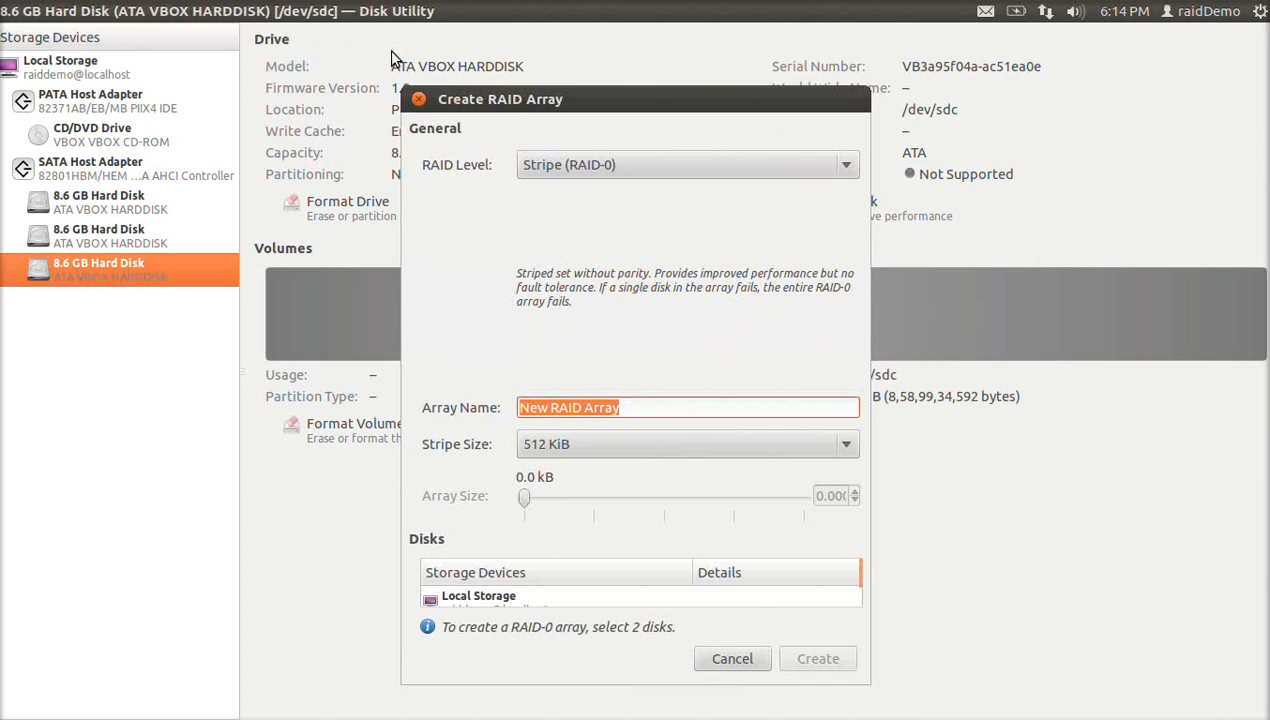 8.6 GB Hard Disk (ATA VBOX HARDDISK) [/dev/sdc] — Disk Utility
6:14 PM raidDemo
Storage Devices
Local Storage
raiddemo@localhost
PATA Host Adapter
82371AB/EB/MB PIIX4 IDE
CD/DVD Drive
VBOX VBOX CD-ROM
SATA Host Adapter
82801HBM/HEM ...A AHCI Controller
8.6 GB Hard Disk
ATA VBOX HARDDISK
8.6 GB Hard Disk
ATA VBOX HARDDISK
8.6 GB Hard Disk
ATA VBOX HARDDISK
Drive
Model: ATA VBOX HARDDISK
Serial Number: VB3a95f04a-ac51ea0e
Firmware Version: 1.
Name: –
Location: P
/dev/sdc
Write Cache: E
–
Capacity: 8.
ATA
Partitioning: N
Not Supported
Format Drive
Erase or partition
k
ve performance
Volumes
Usage: –
/sdc
Partition Type: –
B (8,58,99,34,592 bytes)
Format Volume
Erase or format th
Create RAID Array
General
RAID Level: Stripe (RAID-0)
Striped set without parity. Provides improved performance but no
fault tolerance. If a single disk in the array fails, the entire RAID-0
array fails.
Array Name: New RAID Array
Stripe Size: 512 KiB
0.0 kB
Array Size: 0.00
Disks
Storage Devices Details
Local Storage
To create a RAID-0 array, select 2 disks.
Cancel Create